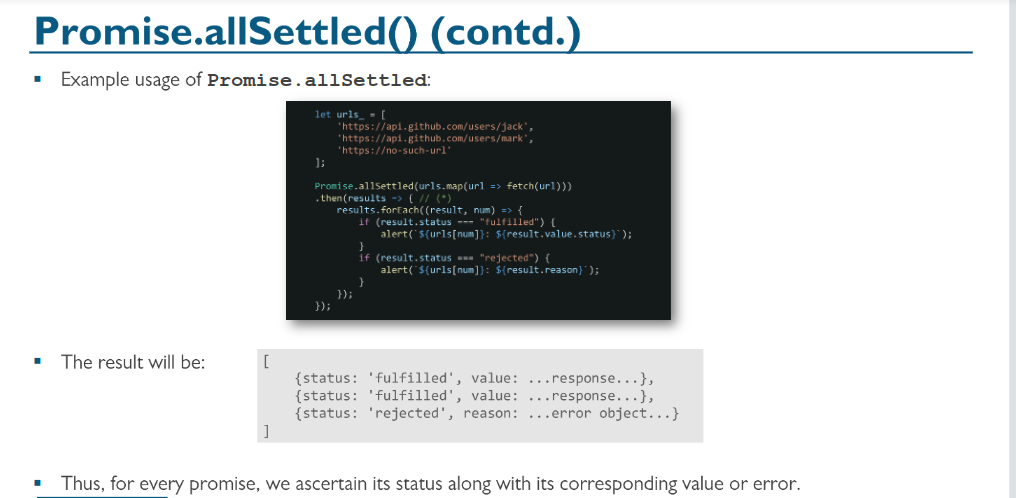 Promise.allSettled() (contd.)
▪ Example usage of Promise.allSettled:
let urls_ = [
'https://api.github.com/users/jack',
'https://api.github.com/users/mark',
'https://no-such-url'
];
Promise.allSettled(urls.map(url => fetch(url)))
.then(results => { // (*)
results.forEach((result, num) => {
if (result.status === "fulfilled") {
alert(`${urls[num]}: ${result.value.status}`);
}
if (result.status === "rejected") {
alert(`${urls[num]}: ${result.reason}`);
}
});
});
▪ The result will be:
[
{status: 'fulfilled', value: ...response...},
{status: 'fulfilled', value: ...response...},
{status: 'rejected', reason: ...error object...}
]
▪ Thus, for every promise, we ascertain its status along with its corresponding value or error.